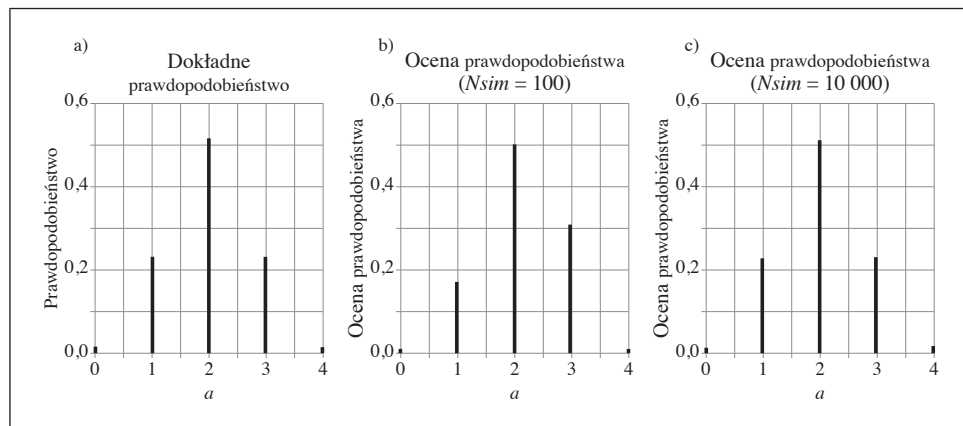 a)
Dokładne
prawdopodobieństwo
Prawdopodobieństwo
0,6
0,4
0,2
0,0
0 1 2 3 4
a
b)
Ocena prawdopodobieństwa
(Nsim = 100)
Ocena prawdopodobieństwa
0,6
0,4
0,2
0,0
0 1 2 3 4
a
c)
Ocena prawdopodobieństwa
(Nsim = 10 000)
Ocena prawdopodobieństwa
0,6
0,4
0,2
0,0
0 1 2 3 4
a